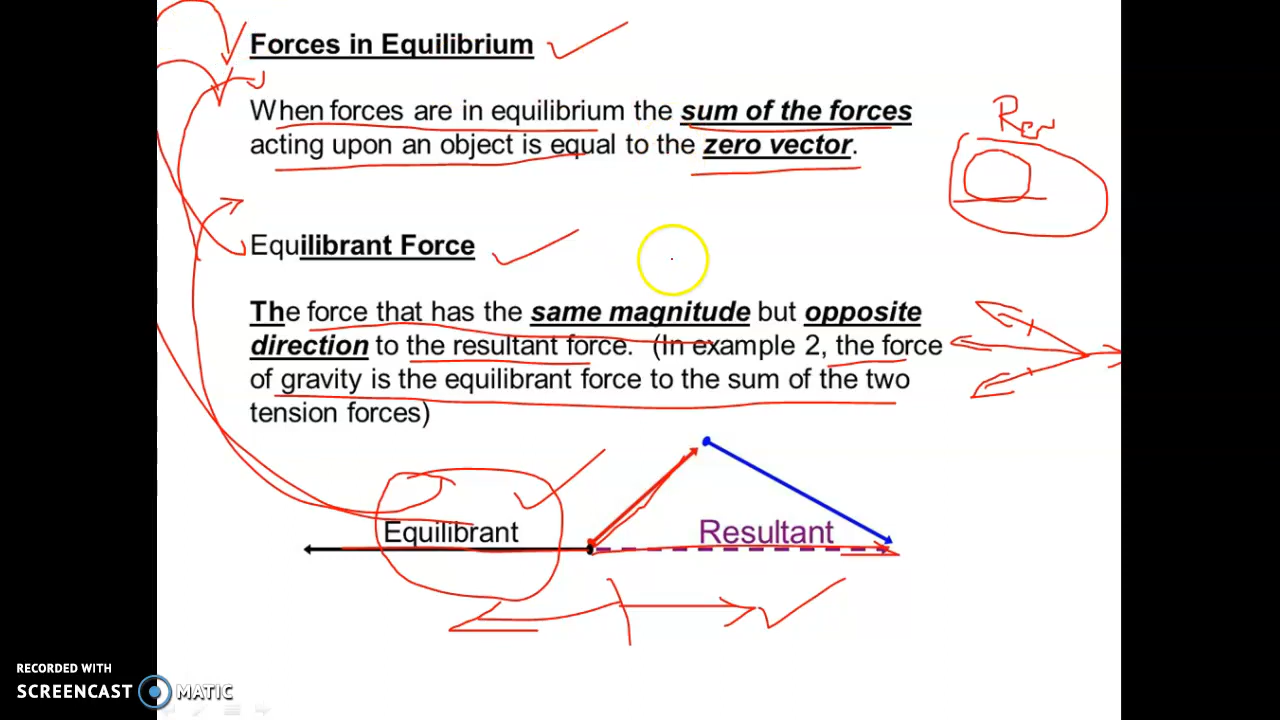 Forces in Equilibrium
When forces are in equilibrium the sum of the forces
acting upon an object is equal to the zero vector.
Equilibrant Force
The force that has the same magnitude but opposite
direction to the resultant force. (In example 2, the force
of gravity is the equilibrant force to the sum of the two
tension forces)
Equilibrant
Resultant
RECORDED WITH
SCREENCAST MATIC